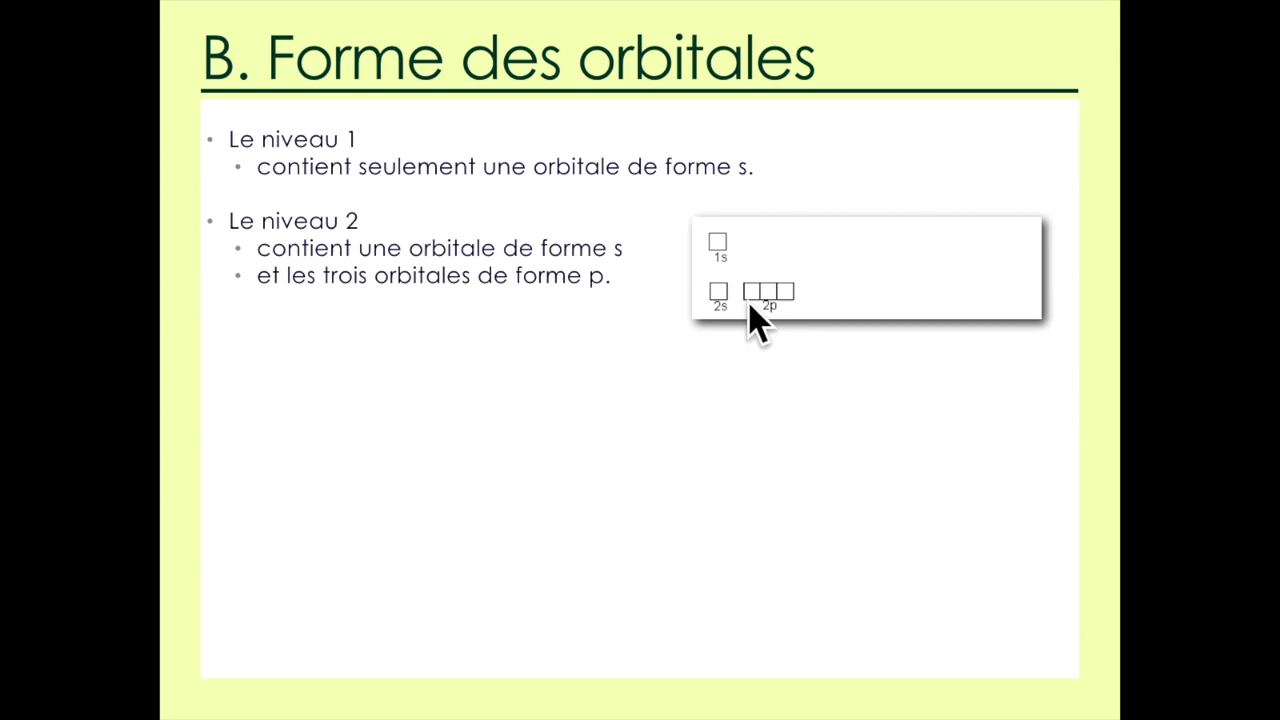 B. Forme des orbitales
• Le niveau 1
• contient seulement une orbitale de forme s.
• Le niveau 2
• contient une orbitale de forme s
• et les trois orbitales de forme p.
1s
2s 2p